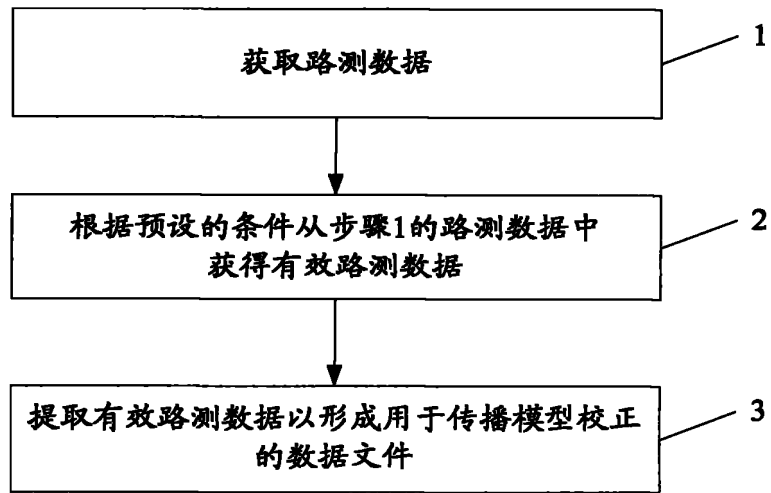 获取路测数据
1
根据预设的条件从步骤1的路测数据中
获得有效路测数据
2
提取有效路测数据以形成用于传播模型校正
的数据文件
3